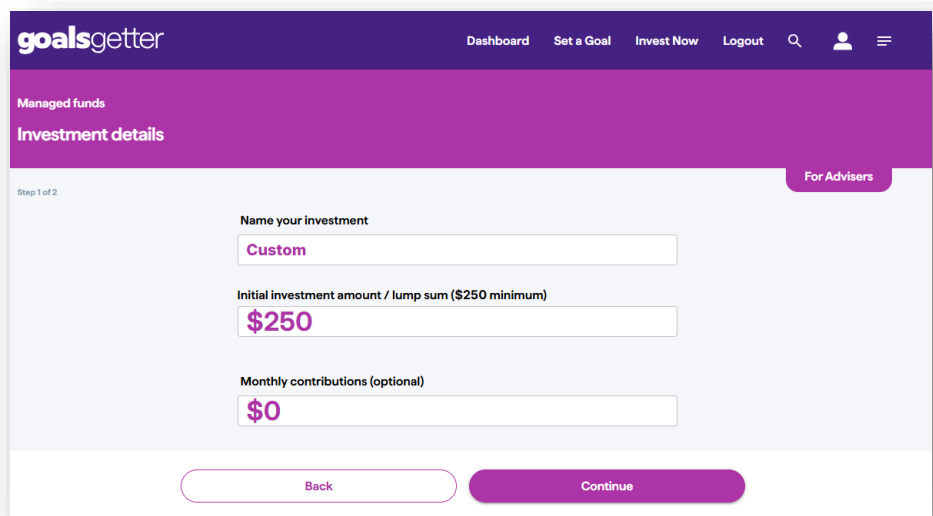 goalsgetter
Dashboard Set a Goal Invest Now Logout
Managed funds
Investment details
For Advisers
Step 1 of 2
Name your investment
Custom
Initial investment amount / lump sum ($250 minimum)
$250
Monthly contributions (optional)
$0
Back Continue